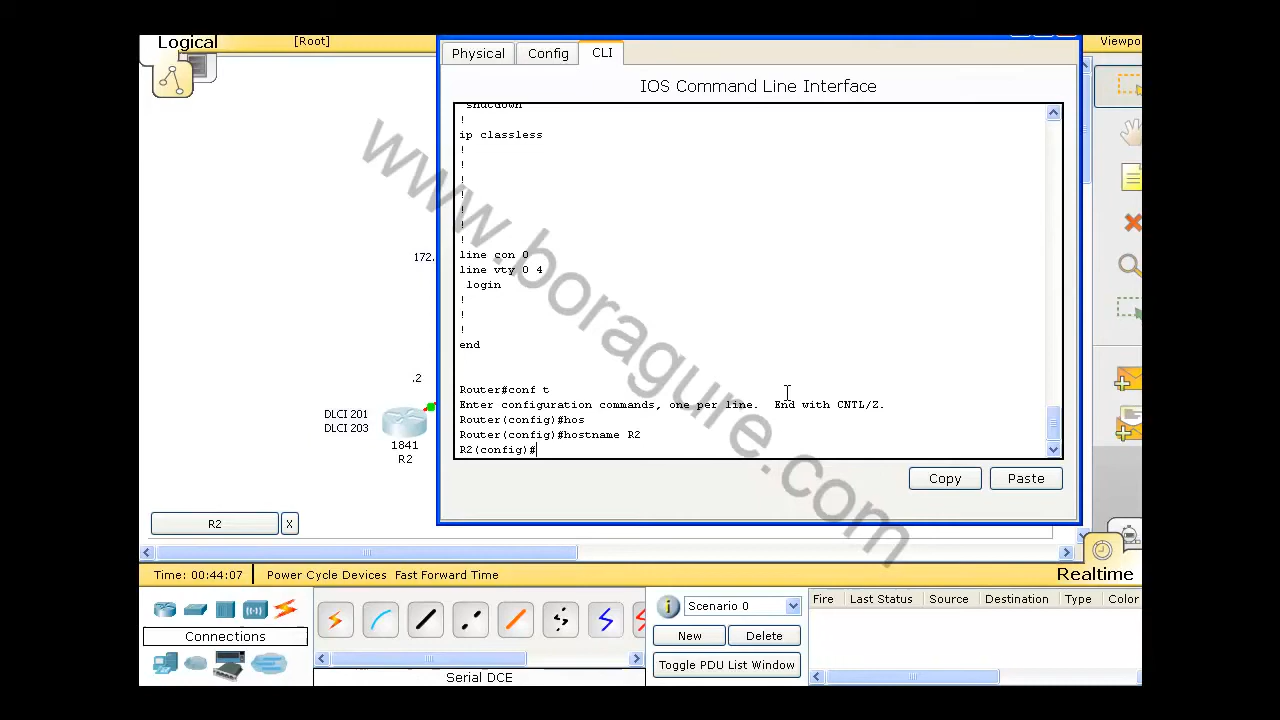 Logical
[Root]
Viewpo
Physical
Config
CLI
IOS Command Line Interface
shutdown
!
ip classless
!
!
!
!
!
!
!
line con 0
line vty 0 4
login
!
!
!
end
Router#conf t
Enter configuration commands, one per line. End with CNTL/Z.
Router(config)#hos
Router(config)#hostname R2
R2(config)#
Copy
Paste
172.
.2
DLCI 201
DLCI 203
1841
R2
www.boragure.com
R2
X
Time: 00:44:07
Power Cycle Devices Fast Forward Time
Realtime
Connections
Serial DCE
i
Scenario 0
New
Delete
Toggle PDU List Window
Fire
Last Status
Source
Destination
Type
Color